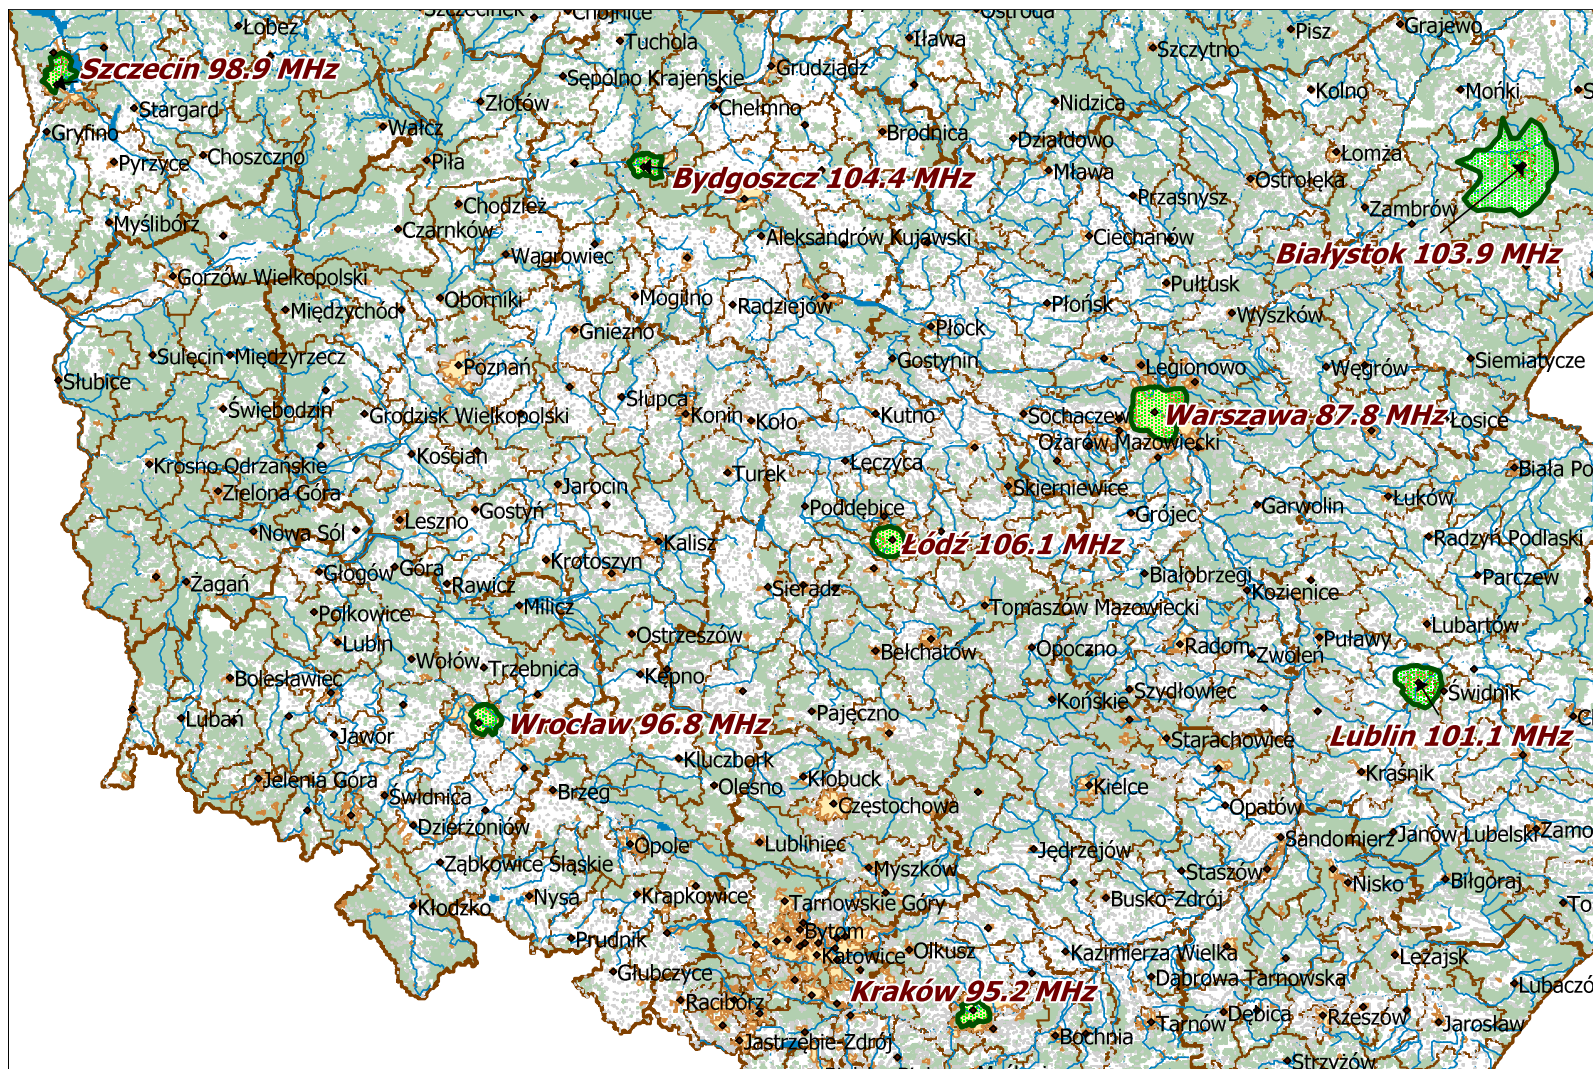 Szczecinek
Chojnice
Ostróda
Łobez
Tuchola
Iława
Szczytno
Pisz
Grajewo
Szczecin 98.9 MHz
Sępólno Krajeńskie
Grudziądz
Stargard
Złotów
Chełmno
Nidzica
Kolno
Mońki
Gryfino
Wałcz
Brodnica
Działdowo
Pyrzyce
Choszczno
Piła
Łomża
Mława
Bydgoszcz 104.4 MHz
Ostrołęka
Przasnysz
Zambrów
Myślibórz
Chodzież
Czarnków
Aleksandrów Kujawski
Ciechanów
Wągrowiec
Białystok 103.9 MHz
Gorzów Wielkopolski
Oborniki
Mogilno
Radziejów
Płońsk
Pułtusk
Międzychód
Wyszków
Gniezno
Płock
Sulęcin
Międzyrzecz
Poznań
Gostynin
Legionowo
Węgrów
Siemiatycze
Słubice
Świebodzin
Grodzisk Wielkopolski
Słupca
Konin
Koło
Kutno
Sochaczew
Warszawa 87.8 MHz
Łosice
Ożarów Mazowiecki
Krosno Odrzańskie
Kościan
Turek
Łęczyca
Biała Po
Zielona Góra
Jarocin
Skierniewice
Łuków
Leszno
Gostyń
Poddębice
Grójec
Garwolin
Nowa Sól
Kalisz
Łódź 106.1 MHz
Radzyń Podlaski
Głogów
Góra
Krotoszyn
Białobrzegi
Parczew
Żagań
Rawicz
Sieradz
Kozienice
Polkowice
Milicz
Tomaszów Mazowiecki
Lubin
Ostrzeszów
Bełchatów
Opoczno
Radom
Zwoleń
Puławy
Lubartów
Bolesławiec
Wołów
Trzebnica
Kępno
Końskie
Szydłowiec
Świdnik
Lubań
Jawor
Wrocław 96.8 MHz
Pajęczno
Starachowice
Lublin 101.1 MHz
Jelenia Góra
Świdnica
Brzeg
Kluczbork
Olesno
Kłobuck
Kielce
Kraśnik
Dzierżoniów
Częstochowa
Opatów
Ząbkowice Śląskie
Opole
Lubliniec
Jędrzejów
Sandomierz
Janów Lubelski
Zamo
Kłodzko
Nysa
Krapkowice
Myszków
Staszów
Nisko
Biłgoraj
Tarnowskie Góry
Busko-Zdrój
To
Prudnik
Bytom
Katowice
Olkusz
Kazimierza Wielka
Leżajsk
Głubczyce
Dąbrowa Tarnowska
Lubaczó
Racibórz
Kraków 95.2 MHz
Tarnów
Dębica
Rzeszów
Jarosław
Jastrzębie-Zdrój
Bochnia
Strzyżów